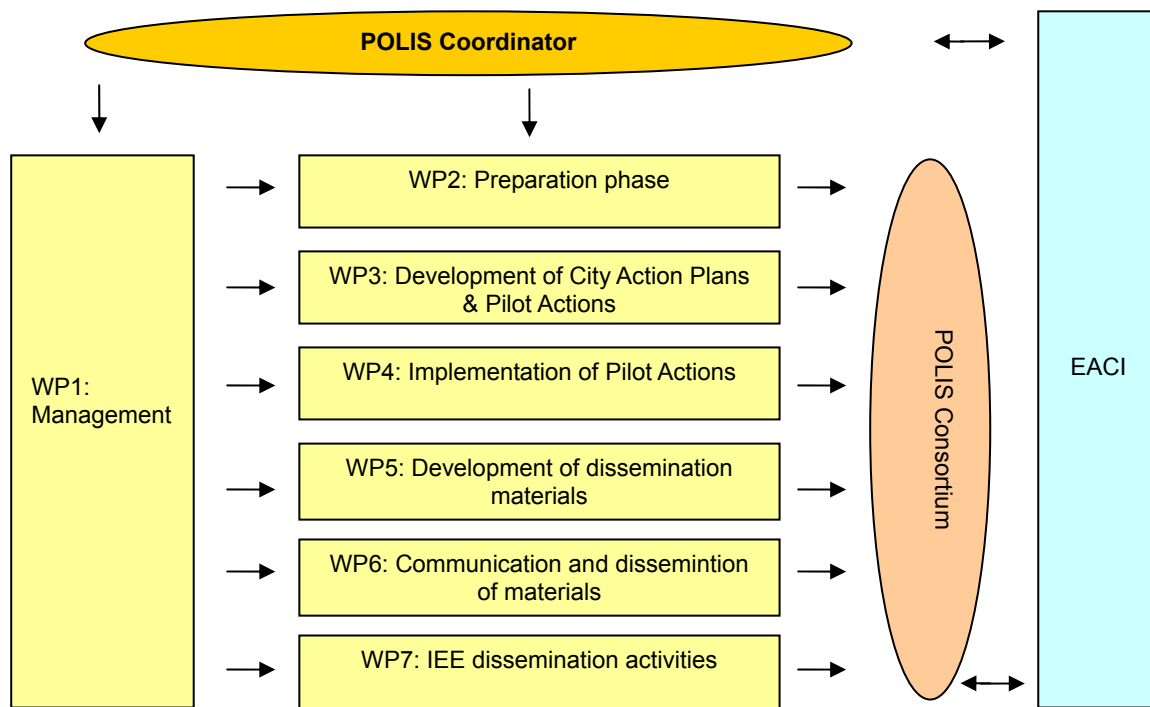 POLIS Coordinator
WP1:
Management
WP2: Preparation phase
WP3: Development of City Action Plans
& Pilot Actions
WP4: Implementation of Pilot Actions
WP5: Development of dissemination
materials
WP6: Communication and dissemintion
of materials
WP7: IEE dissemination activities
POLIS Consortium
EACI